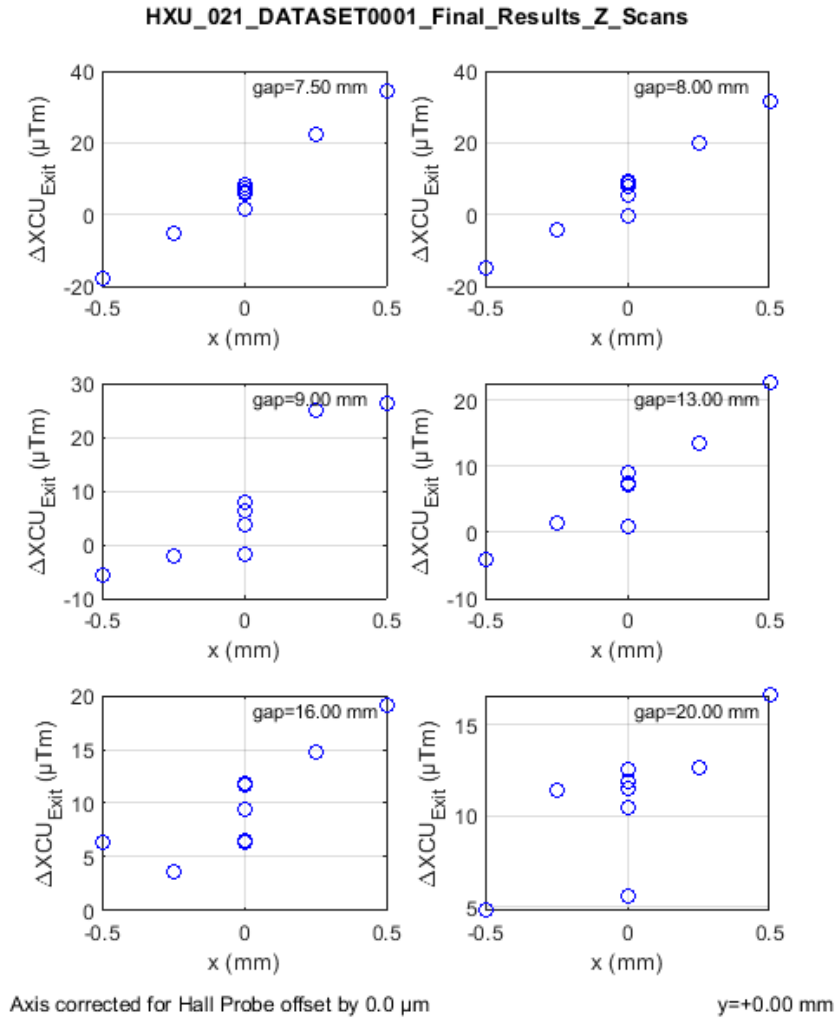 HXU_021_DATASET0001_Final_Results_Z_Scans
40
20
0
-20
ΔXCU_Exit (µTm)
gap=7.50 mm
-0.5 0 0.5
x (mm)
40
20
0
-20
ΔXCU_Exit (µTm)
gap=8.00 mm
-0.5 0 0.5
x (mm)
30
20
10
0
-10
ΔXCU_Exit (µTm)
gap=9.00 mm
-0.5 0 0.5
x (mm)
20
10
0
-10
ΔXCU_Exit (µTm)
gap=13.00 mm
-0.5 0 0.5
x (mm)
20
15
10
5
0
ΔXCU_Exit (µTm)
gap=16.00 mm
-0.5 0 0.5
x (mm)
15
10
5
ΔXCU_Exit (µTm)
gap=20.00 mm
-0.5 0 0.5
x (mm)
Axis corrected for Hall Probe offset by 0.0 µm
y=+0.00 mm